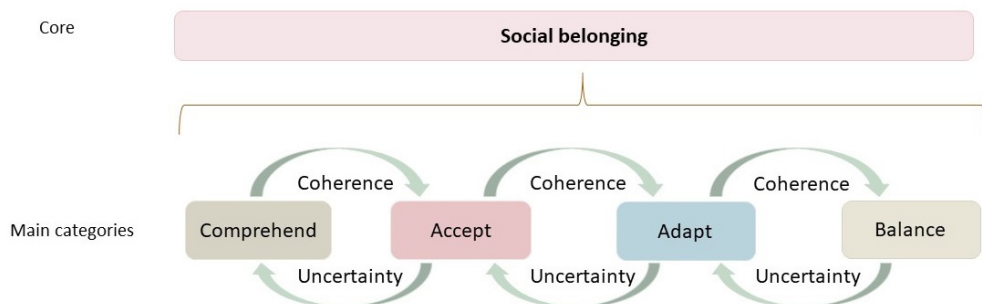 Core
Social belonging
Coherence
Coherence
Coherence
Main categories
Comprehend
Accept
Adapt
Balance
Uncertainty
Uncertainty
Uncertainty